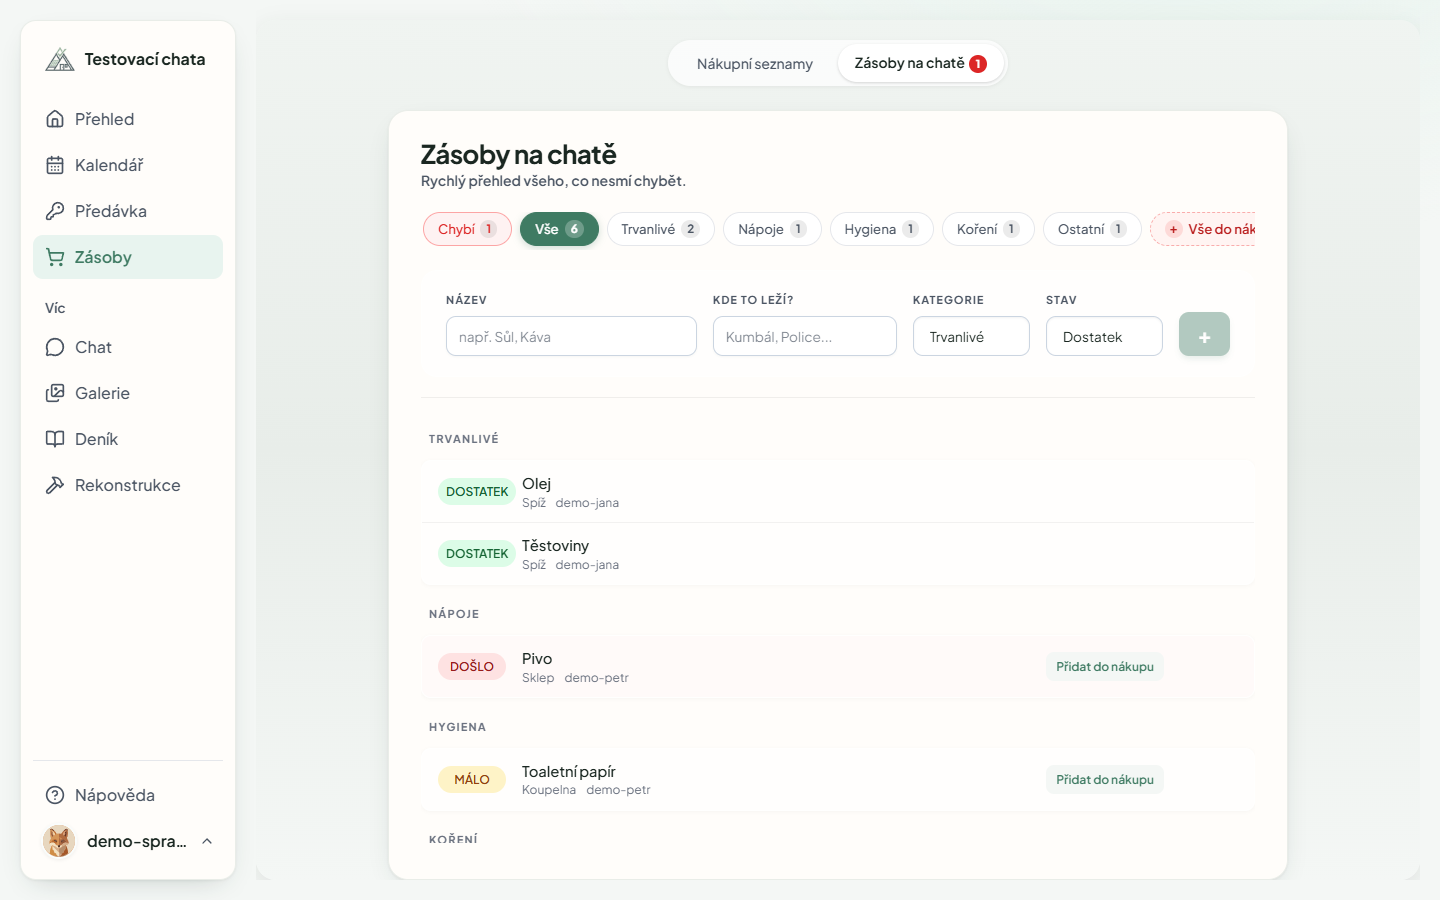 Testovací chata
Přehled
Kalendář
Předávka
Zásoby
Víc
Chat
Galerie
Deník
Rekonstrukce
Nápověda
demo-spra...
Nákupní seznamy
Zásoby na chatě 1
Zásoby na chatě
Rychlý přehled všeho, co nesmí chybět.
Chybí 1
Vše 6
Trvanlivé 2
Nápoje 1
Hygiena 1
Koření 1
Ostatní 1
+ Vše do nák
NÁZEV
např. Sůl, Káva
KDE TO LEŽÍ?
Kumbál, Police...
KATEGORIE
Trvanlivé
STAV
Dostatek
+
TRVANLIVÉ
DOSTATEK
Olej
Spíž demo-jana
DOSTATEK
Těstoviny
Spíž demo-jana
NÁPOJE
DOŠLO
Pivo
Sklep demo-petr
Přidat do nákupu
HYGIENA
MÁLO
Toaletní papír
Koupelna demo-petr
Přidat do nákupu
KOŘENÍ